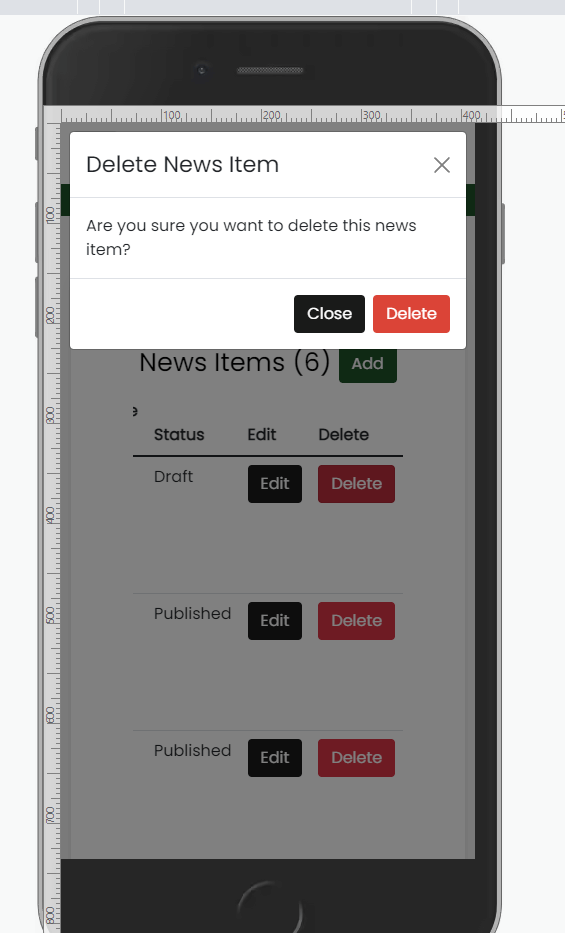 100 200 300 400
Delete News Item
Are you sure you want to delete this news
item?
Close Delete
News Items (6) Add
e
Status Edit Delete
Draft Edit Delete
Published Edit Delete
Published Edit Delete
100
200
300
400
500
600
700
800